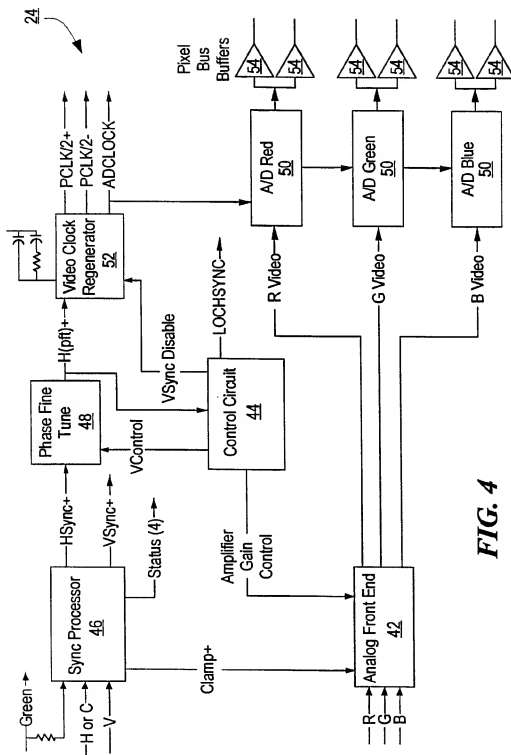 24
Green
H or C
V
Sync Processor
46
HSync+
VSync+
Status (4)
Clamp+
Phase Fine
Tune
48
H(pft)+
VControl
VSync Disable
Video Clock
Regenerator
52
PCLK/2+
PCLK/2-
ADCLOCK
Control Circuit
44
LOCHSYNC
Amplifier
Gain
Control
R
G
B
Analog Front End
42
R Video
G Video
B Video
A/D Red
50
A/D Green
50
A/D Blue
50
Pixel
Bus
Buffers
54
54
54
54
54
54
FIG. 4